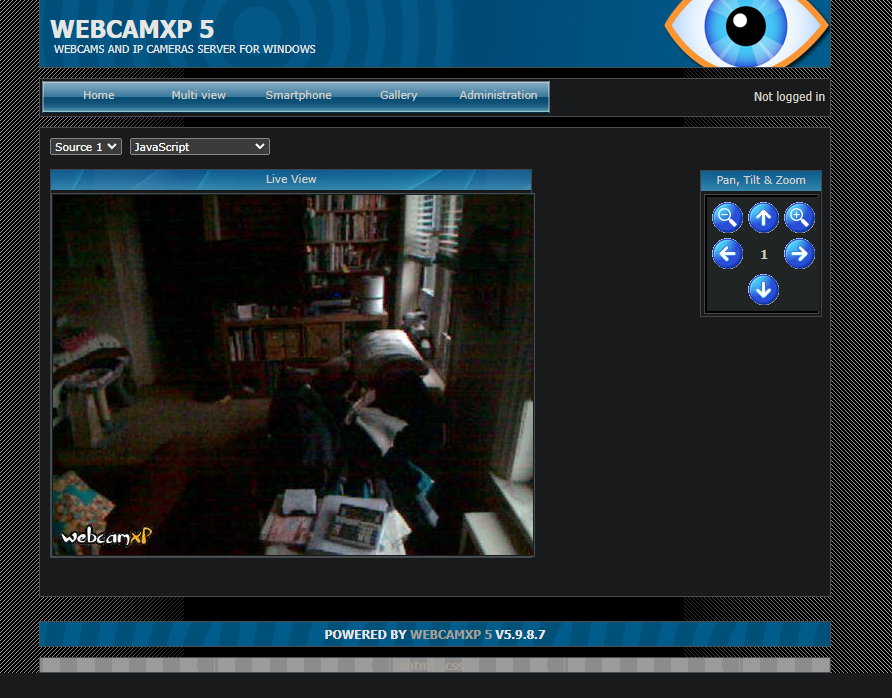 WEBCAMXP 5
WEBCAMS AND IP CAMERAS SERVER FOR WINDOWS
Home Multi view Smartphone Gallery Administration
Not logged in
Source 1 JavaScript
Live View
Pan, Tilt & Zoom
1
webcamxP
POWERED BY WEBCAMXP 5 V5.9.8.7
xhtml css